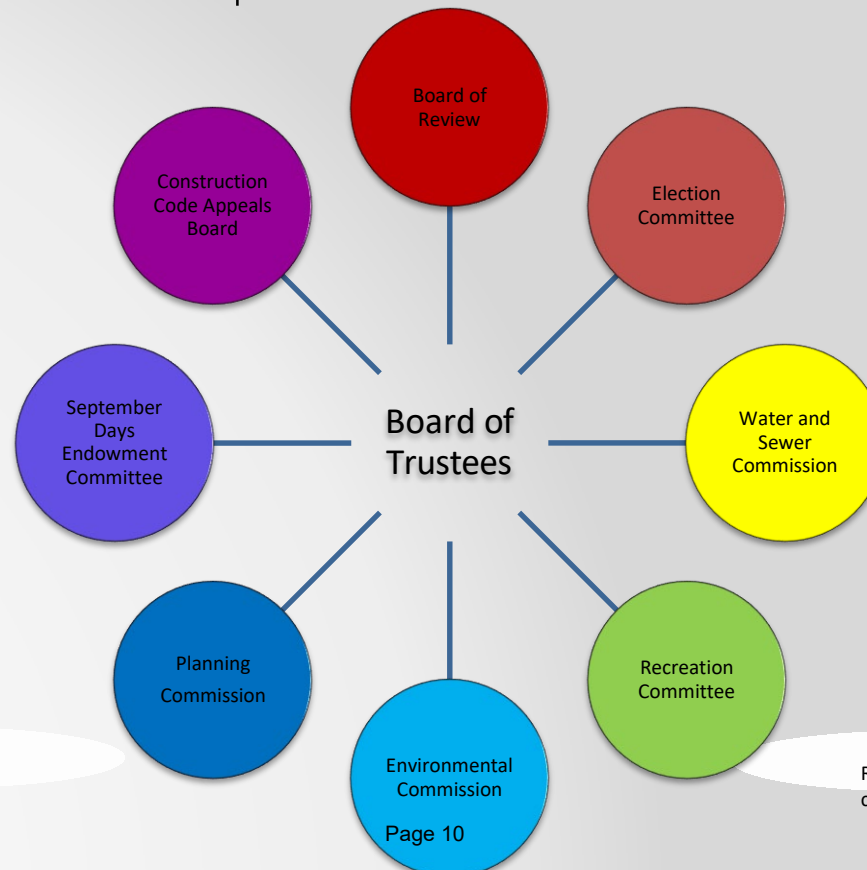 Board of
Review
Construction
Code Appeals
Board
Election
Committee
September
Days
Endowment
Committee
Board of
Trustees
Water and
Sewer
Commission
Planning
Commission
Recreation
Committee
Environmental
Commission
Page 10